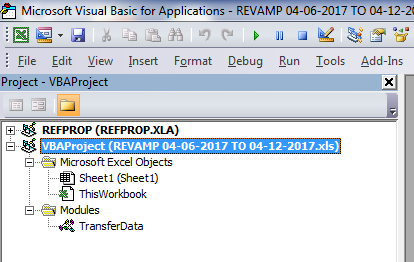 Microsoft Visual Basic for Applications - REVAMP 04-06-2017 TO 04-12-2
File Edit View Insert Format Debug Run Tools Add-Ins
Project - VBAProject
REFPROP (REFPROP.XLA)
VBAProject (REVAMP 04-06-2017 TO 04-12-2017.xls)
Microsoft Excel Objects
Sheet1 (Sheet1)
ThisWorkbook
Modules
TransferData